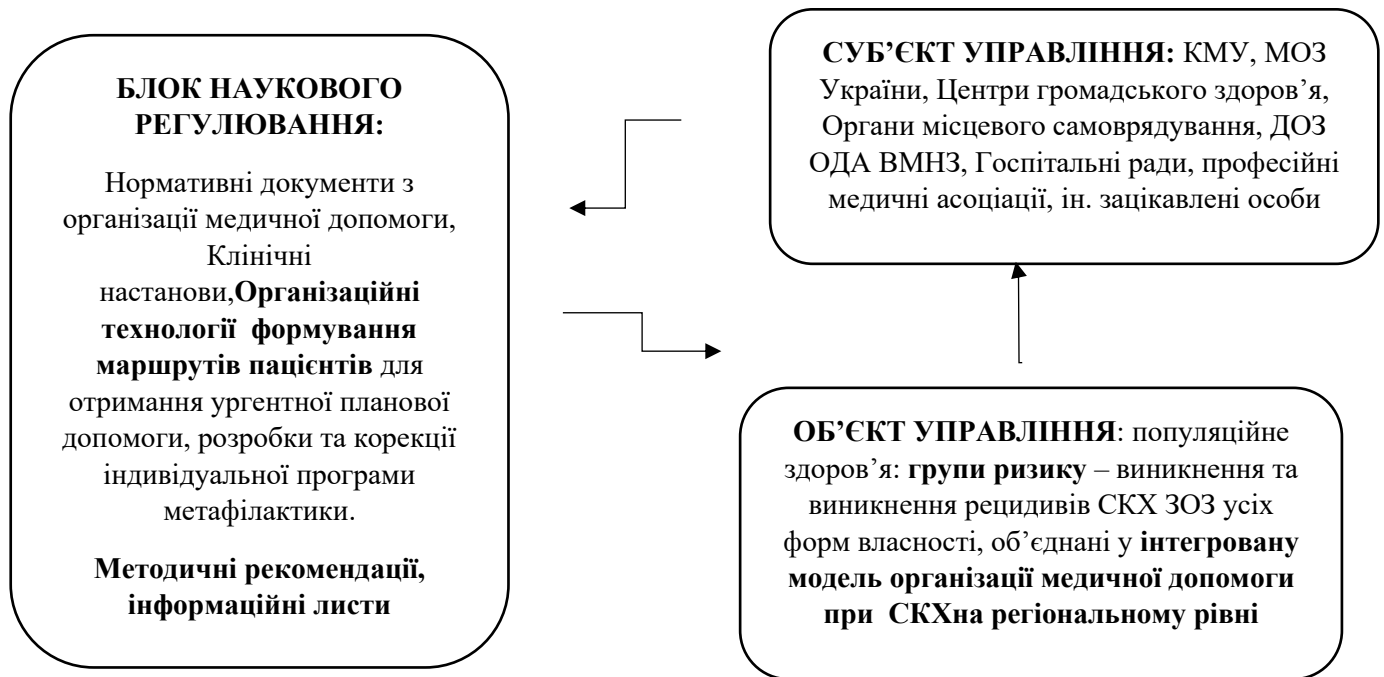 БЛОК НАУКОВОГО
РЕГУЛЮВАННЯ:
Нормативні документи з
організації медичної допомоги,
Клінічні
настанови,Організаційні
технології формування
маршрутів пацієнтів для
отримання ургентної планової
допомоги, розробки та корекції
індивідуальної програми
метафілактики.
Методичні рекомендації,
інформаційні листи
СУБ’ЄКТ УПРАВЛІННЯ: КМУ, МОЗ
України, Центри громадського здоров’я,
Органи місцевого самоврядування, ДОЗ
ОДА ВМНЗ, Госпітальні ради, професійні
медичні асоціації, ін. зацікавлені особи
ОБ’ЄКТ УПРАВЛІННЯ: популяційне
здоров’я: групи ризику – виникнення та
виникнення рецидивів СКХ ЗОЗ усіх
форм власності, об’єднані у інтегровану
модель організації медичної допомоги
при СКХна регіональному рівні